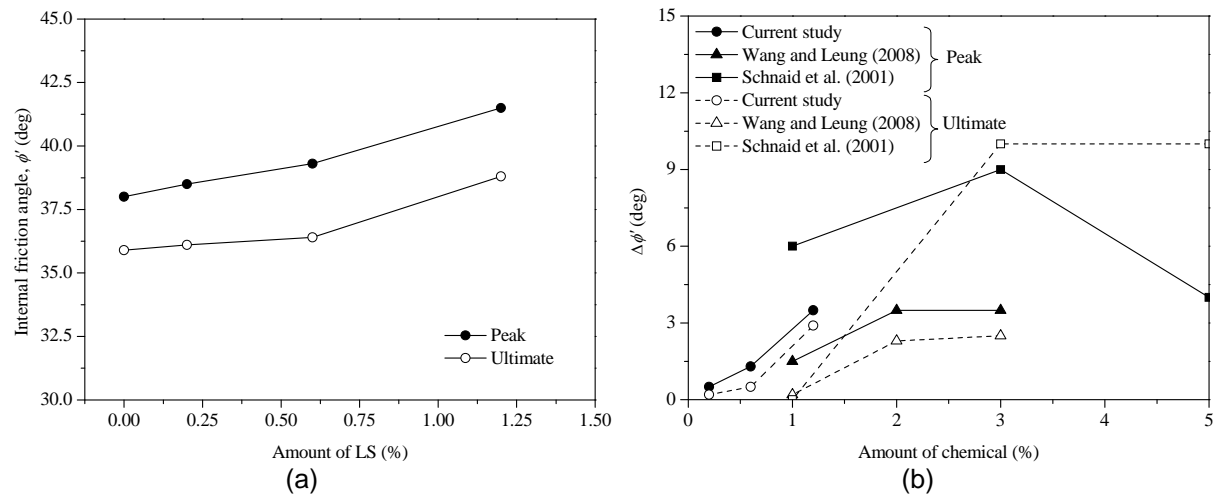 45.0
42.5
40.0
37.5
35.0
32.5
30.0
Internal friction angle, ϕ′ (deg)
Peak
Ultimate
0.00 0.25 0.50 0.75 1.00 1.25 1.50
Amount of LS (%)
(a)
15
12
9
6
3
0
Δϕ′ (deg)
Current study
Wang and Leung (2008)
Schnaid et al. (2001)
Peak
Current study
Wang and Leung (2008)
Schnaid et al. (2001)
Ultimate
0 1 2 3 4 5
Amount of chemical (%)
(b)